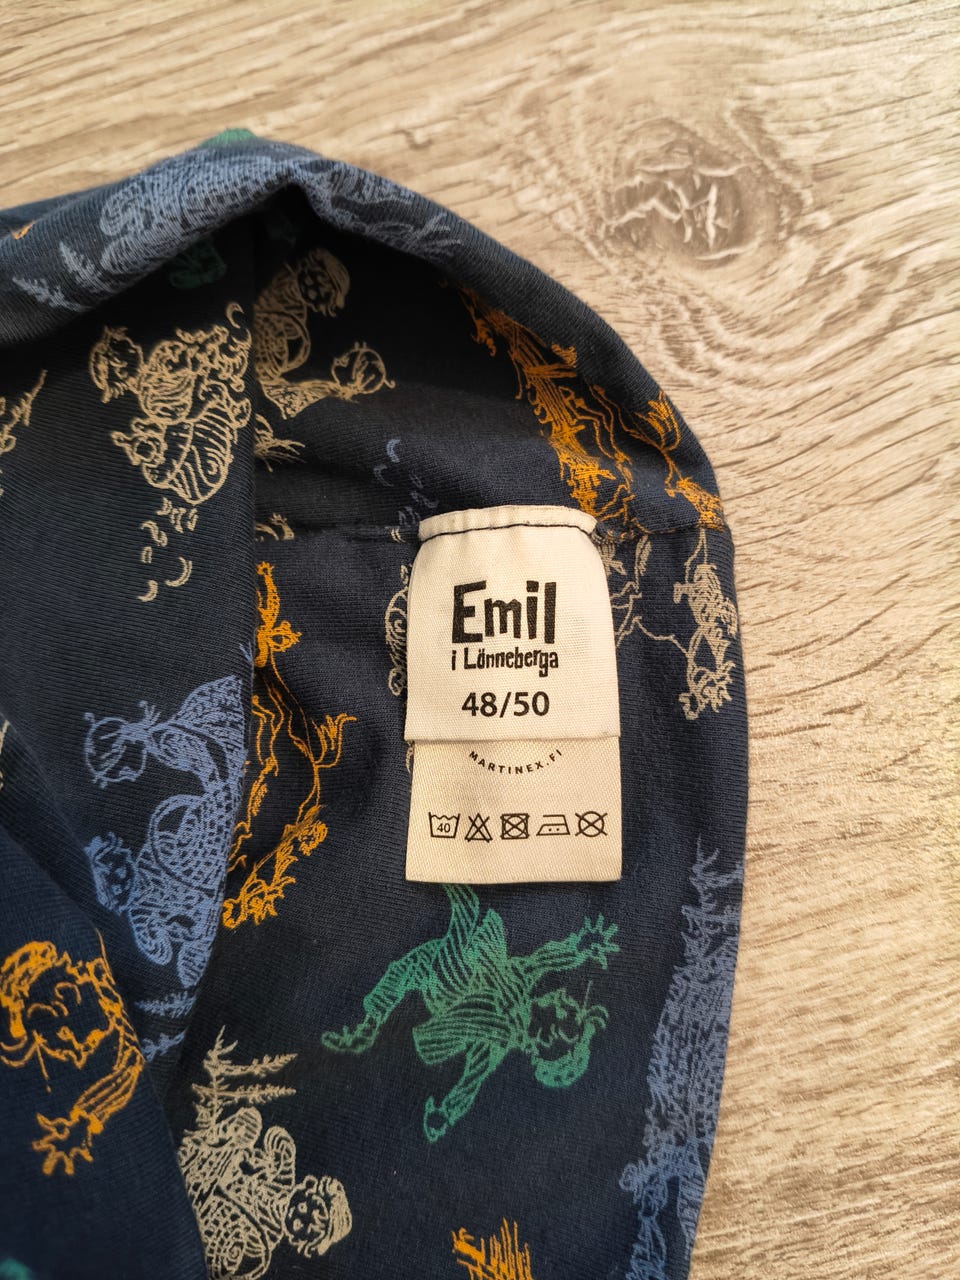 Emil
i Lönneberga
48/50
MARTINEX.FI
40